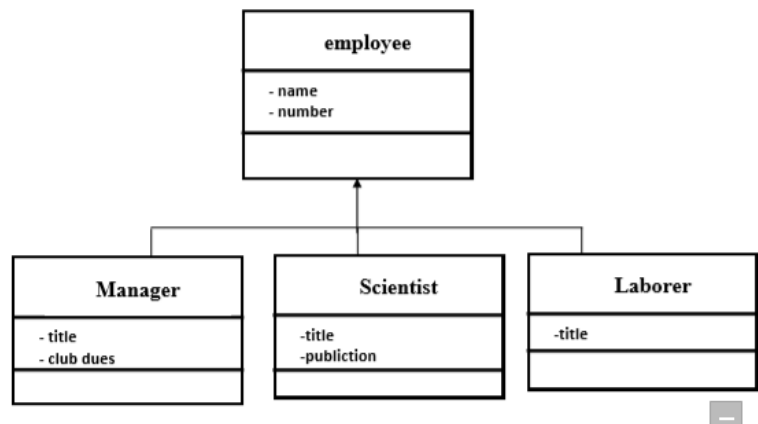 employee
- name
- number
Manager
- title
- club dues
Scientist
-title
-publiction
Laborer
-title